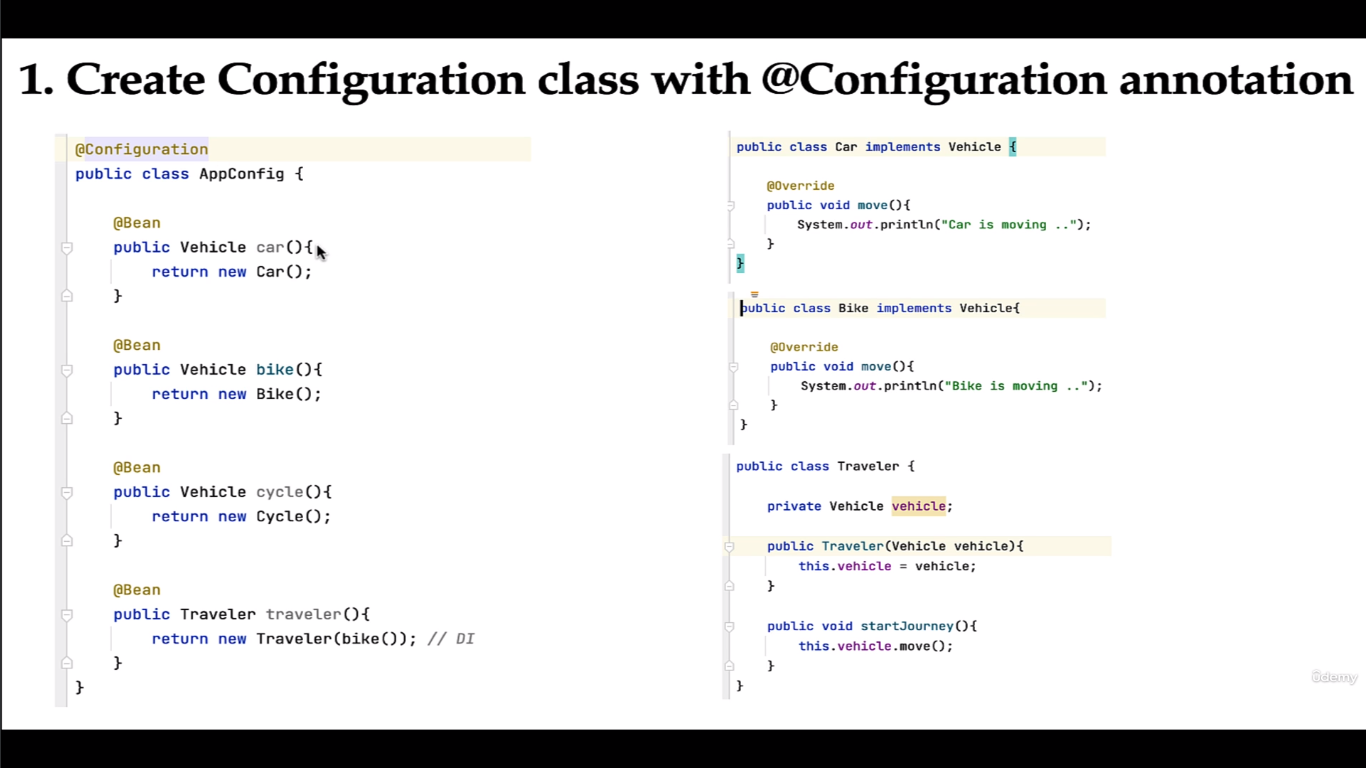 1. Create Configuration class with @Configuration annotation
@Configuration
public class AppConfig {
@Bean
public Vehicle car(){
return new Car();
}
@Bean
public Vehicle bike(){
return new Bike();
}
@Bean
public Vehicle cycle(){
return new Cycle();
}
@Bean
public Traveler traveler(){
return new Traveler(bike()); // DI
}
}
public class Car implements Vehicle {
@Override
public void move(){
System.out.println("Car is moving ..");
}
}
public class Bike implements Vehicle{
@Override
public void move(){
System.out.println("Bike is moving ..");
}
}
public class Traveler {
private Vehicle vehicle;
public Traveler(Vehicle vehicle){
this.vehicle = vehicle;
}
public void startJourney(){
this.vehicle.move();
}
}
ûdemy